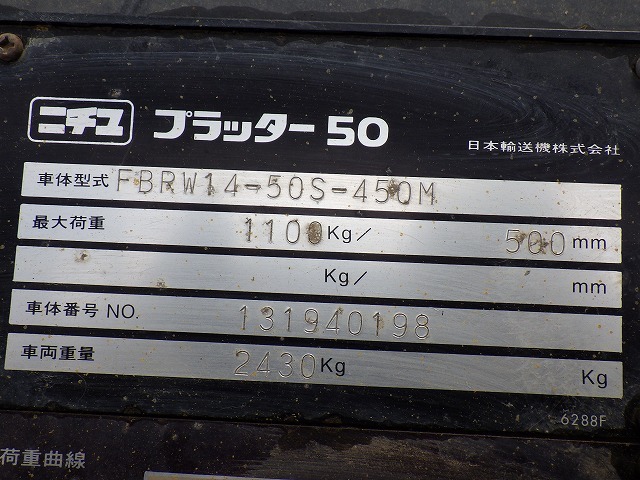 ニチユ プラッター50 日本輸送機株式会社
車体型式 FBRW14-50S-450M
最大荷重 1100 Kg/ 500 mm
Kg/ mm
車体番号 NO. 131940198
車両重量 2430 Kg Kg
6288F
荷重曲線